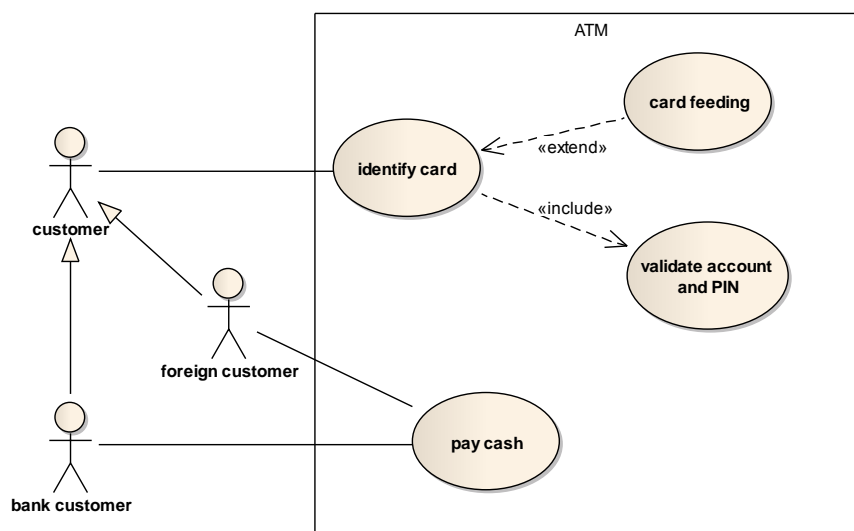 ATM
card feeding
«extend»
identify card
«include»
customer
validate account
and PIN
foreign customer
pay cash
bank customer